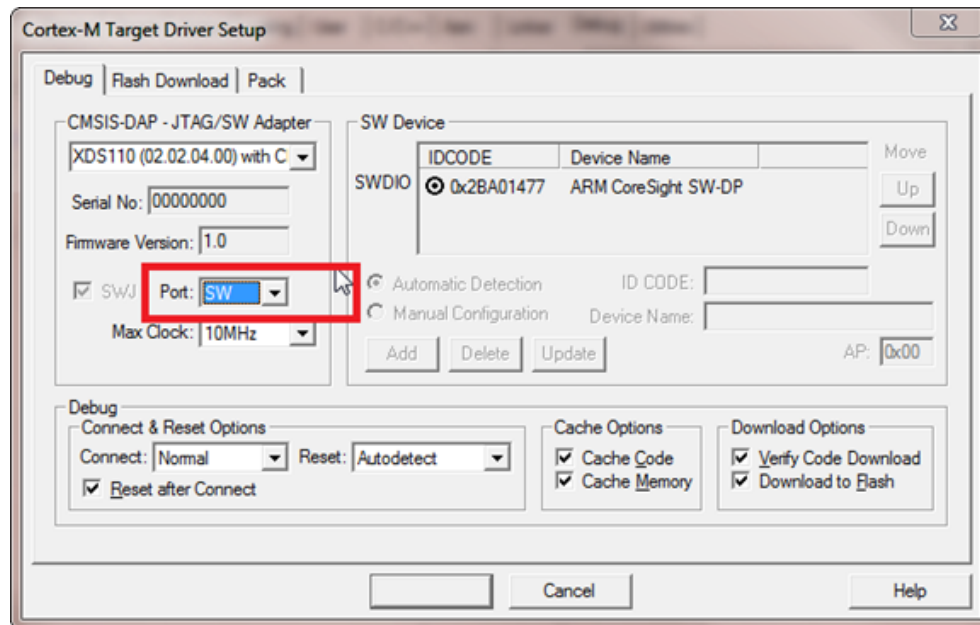 Cortex-M Target Driver Setup
Debug
Flash Download
Pack
CMSIS-DAP - JTAG/SW Adapter
XDS110 (02.02.04.00) with C
Serial No: 00000000
Firmware Version: 1.0
SWJ Port: SW
Max Clock: 10MHz
SW Device
IDCODE Device Name
SWDIO 0x2BA01477 ARM CoreSight SW-DP
Move
Up
Down
Automatic Detection ID CODE:
Manual Configuration Device Name:
Add Delete Update AP: 0x00
Debug
Connect & Reset Options
Connect: Normal Reset: Autodetect
Reset after Connect
Cache Options
Cache Code
Cache Memory
Download Options
Verify Code Download
Download to Flash
Cancel Help